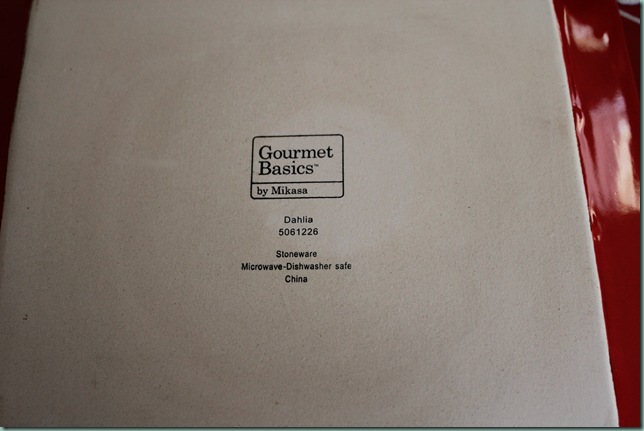 Gourmet
Basics™
by Mikasa
Dahlia
5061226
Stoneware
Microwave-Dishwasher safe
China